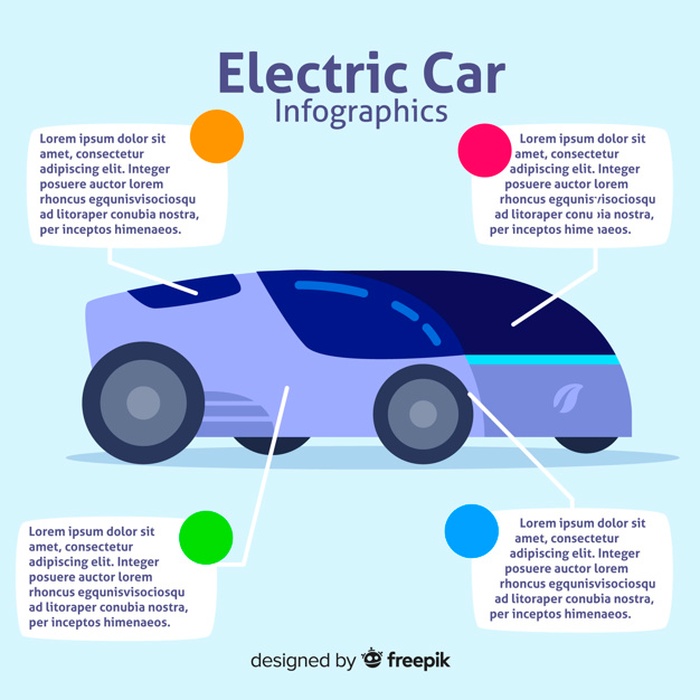 Electric Car
Infographics
Lorem ipsum dolor sit
amet, consectetur
adipiscing elit. Integer
posuere auctor lorem
rhoncus egqunisvisociosqu
ad litoraper conubia nostra,
per inceptos himenaeos.
Lorem ipsum dolor sit
amet, consectetur
adipiscing elit. Integer
posuere auctor lorem
rhoncus egqunisvisociosqu
ad litoraper conubia nostra,
per inceptos himenaeos.
Lorem ipsum dolor sit
amet, consectetur
adipiscing elit. Integer
posuere auctor lorem
rhoncus egqunisvisociosqu
ad litoraper conubia nostra,
per inceptos himenaeos.
Lorem ipsum dolor sit
amet, consectetur
adipiscing elit. Integer
posuere auctor lorem
rhoncus egqunisvisociosqu
ad litoraper conubia nostra,
per inceptos himenaeos.
designed by freepik